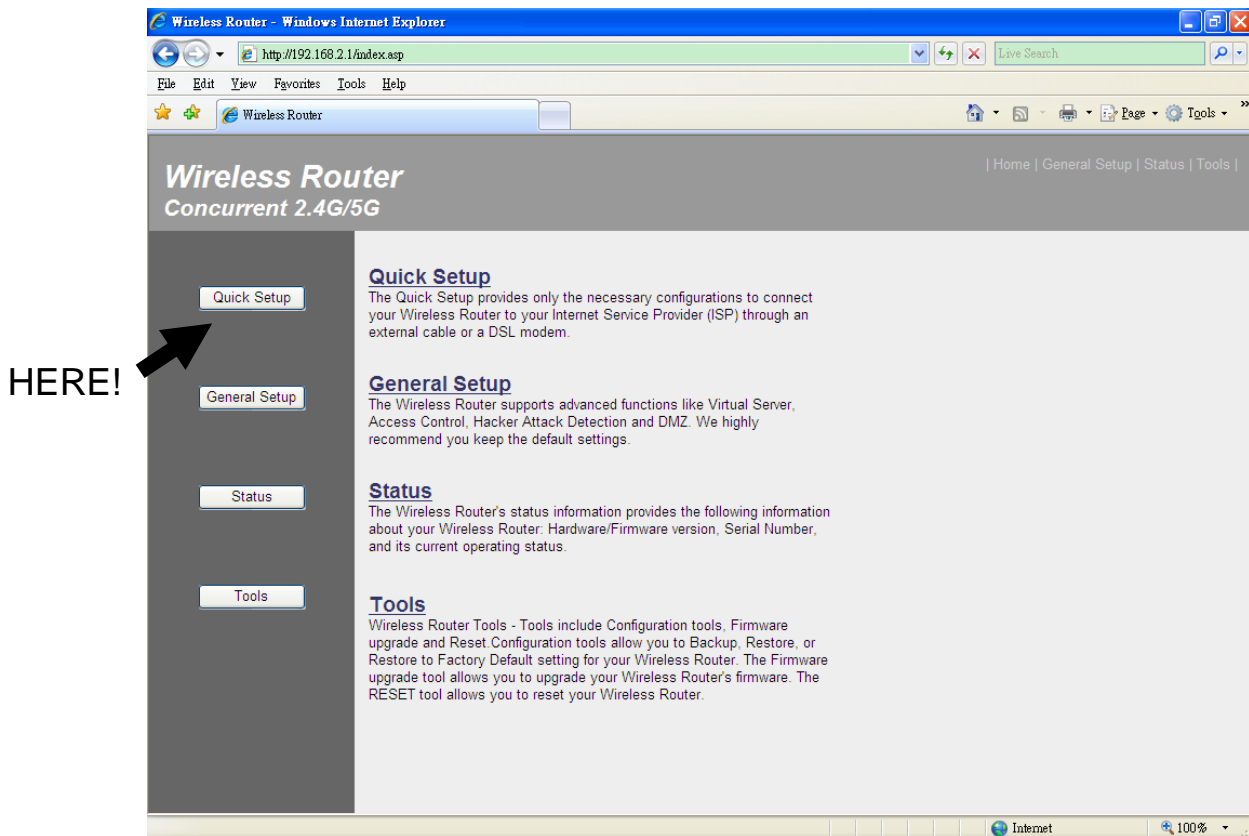 Wireless Router - Windows Internet Explorer
http://192.168.2.1/index.asp
Live Search
File Edit View Favorites Tools Help
Wireless Router
Page
Tools
»
Wireless Router
Concurrent 2.4G/5G
| Home | General Setup | Status | Tools |
HERE!
Quick Setup
General Setup
Status
Tools
Quick Setup
The Quick Setup provides only the necessary configurations to connect
your Wireless Router to your Internet Service Provider (ISP) through an
external cable or a DSL modem.
General Setup
The Wireless Router supports advanced functions like Virtual Server,
Access Control, Hacker Attack Detection and DMZ. We highly
recommend you keep the default settings.
Status
The Wireless Router's status information provides the following information
about your Wireless Router: Hardware/Firmware version, Serial Number,
and its current operating status.
Tools
Wireless Router Tools - Tools include Configuration tools, Firmware
upgrade and Reset.Configuration tools allow you to Backup, Restore, or
Restore to Factory Default setting for your Wireless Router. The Firmware
upgrade tool allows you to upgrade your Wireless Router's firmware. The
RESET tool allows you to reset your Wireless Router.
Internet
100%